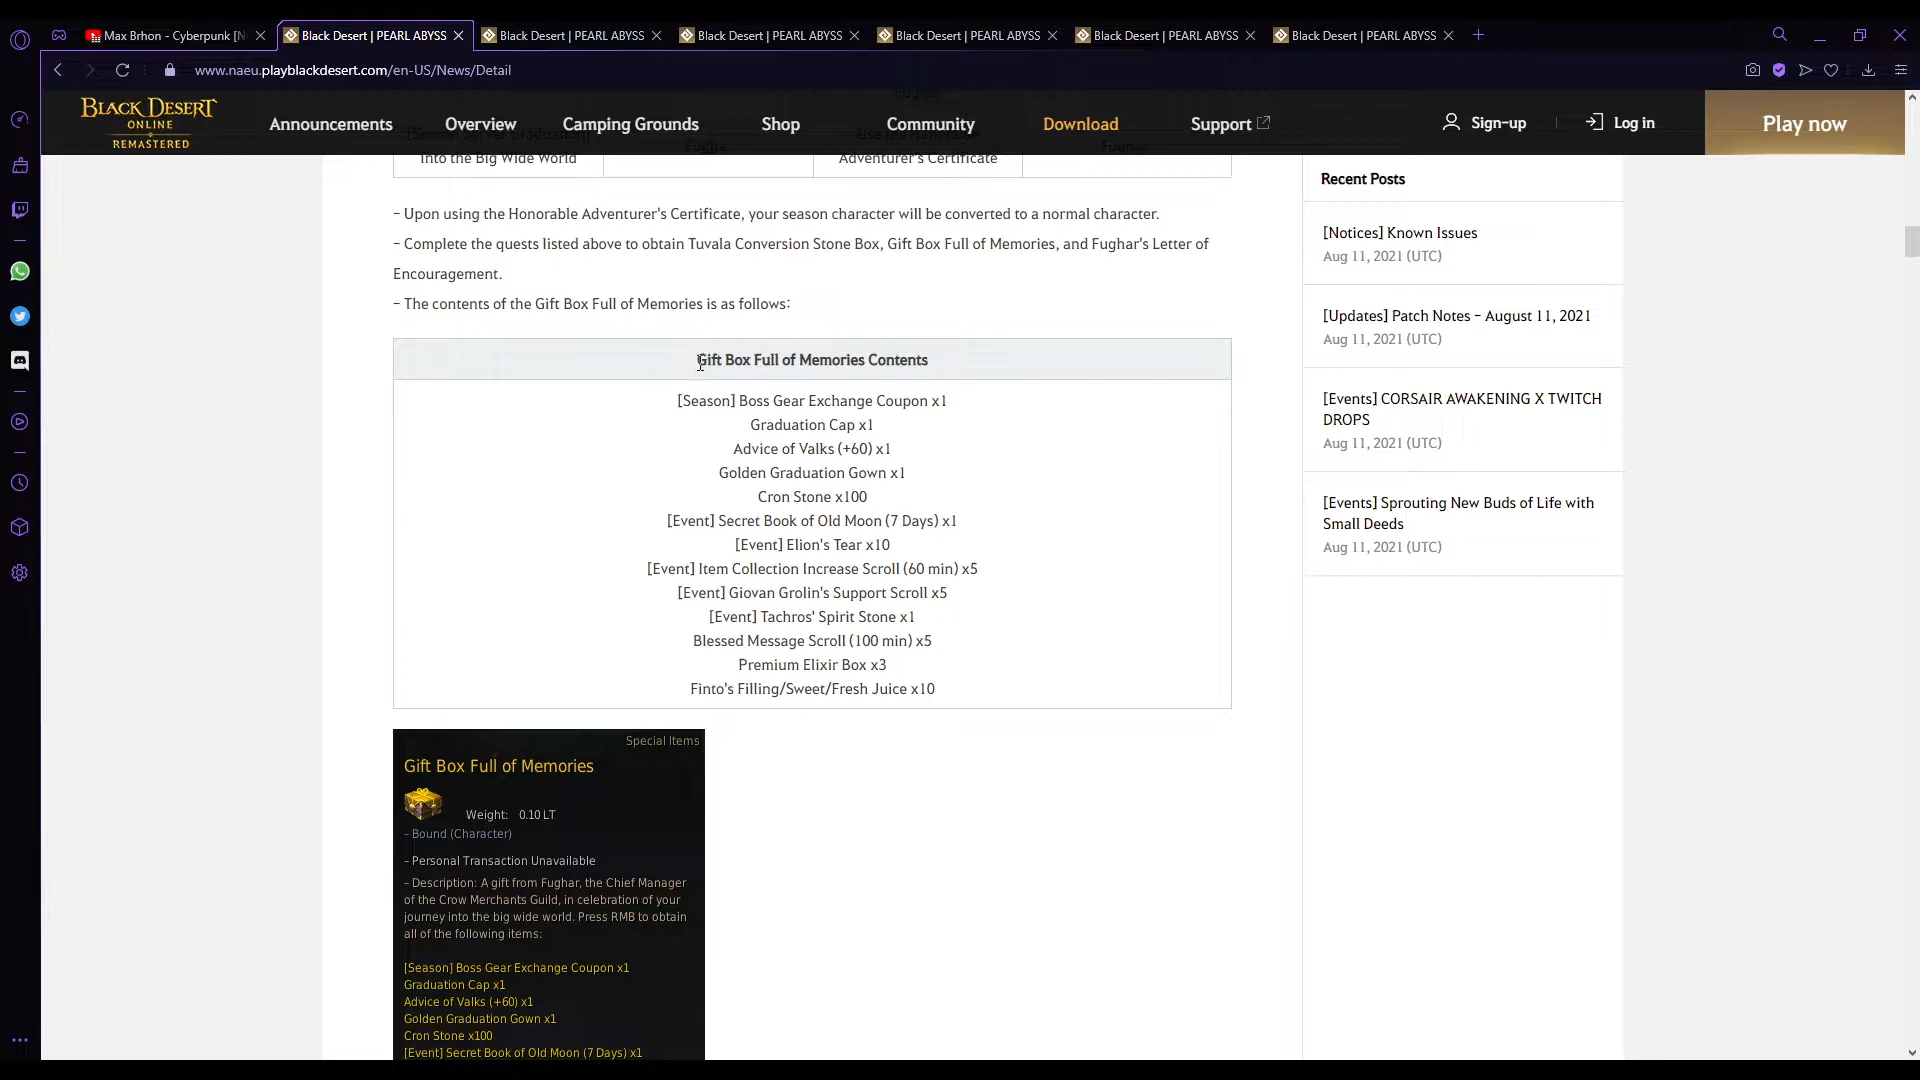 Max Brhon - Cyberpunk [N
Black Desert | PEARL ABYSS
Black Desert | PEARL ABYSS
Black Desert | PEARL ABYSS
Black Desert | PEARL ABYSS
Black Desert | PEARL ABYSS
Black Desert | PEARL ABYSS
www.naeu.playblackdesert.com/en-US/News/Detail
BLACK DESERT
ONLINE
REMASTERED
Announcements
Overview
Camping Grounds
Shop
Community
Download
Support
Sign-up
Log in
Play now
Into the Big Wide World
Adventurer's Certificate
- Upon using the Honorable Adventurer's Certificate, your season character will be converted to a normal character.
- Complete the quests listed above to obtain Tuvala Conversion Stone Box, Gift Box Full of Memories, and Fughar's Letter of
Encouragement.
- The contents of the Gift Box Full of Memories is as follows:
Gift Box Full of Memories Contents
[Season] Boss Gear Exchange Coupon x1
Graduation Cap x1
Advice of Valks (+60) x1
Golden Graduation Gown x1
Cron Stone x100
[Event] Secret Book of Old Moon (7 Days) x1
[Event] Elion's Tear x10
[Event] Item Collection Increase Scroll (60 min) x5
[Event] Giovan Grolin's Support Scroll x5
[Event] Tachros' Spirit Stone x1
Blessed Message Scroll (100 min) x5
Premium Elixir Box x3
Finto's Filling/Sweet/Fresh Juice x10
Special Items
Gift Box Full of Memories
Weight: 0.10 LT
- Bound (Character)
- Personal Transaction Unavailable
- Description: A gift from Fughar, the Chief Manager
of the Crow Merchants Guild, in celebration of your
journey into the big wide world. Press RMB to obtain
all of the following items:
[Season] Boss Gear Exchange Coupon x1
Graduation Cap x1
Advice of Valks (+60) x1
Golden Graduation Gown x1
Cron Stone x100
[Event] Secret Book of Old Moon (7 Days) x1
Recent Posts
[Notices] Known Issues
Aug 11, 2021 (UTC)
[Updates] Patch Notes - August 11, 2021
Aug 11, 2021 (UTC)
[Events] CORSAIR AWAKENING X TWITCH
DROPS
Aug 11, 2021 (UTC)
[Events] Sprouting New Buds of Life with
Small Deeds
Aug 11, 2021 (UTC)